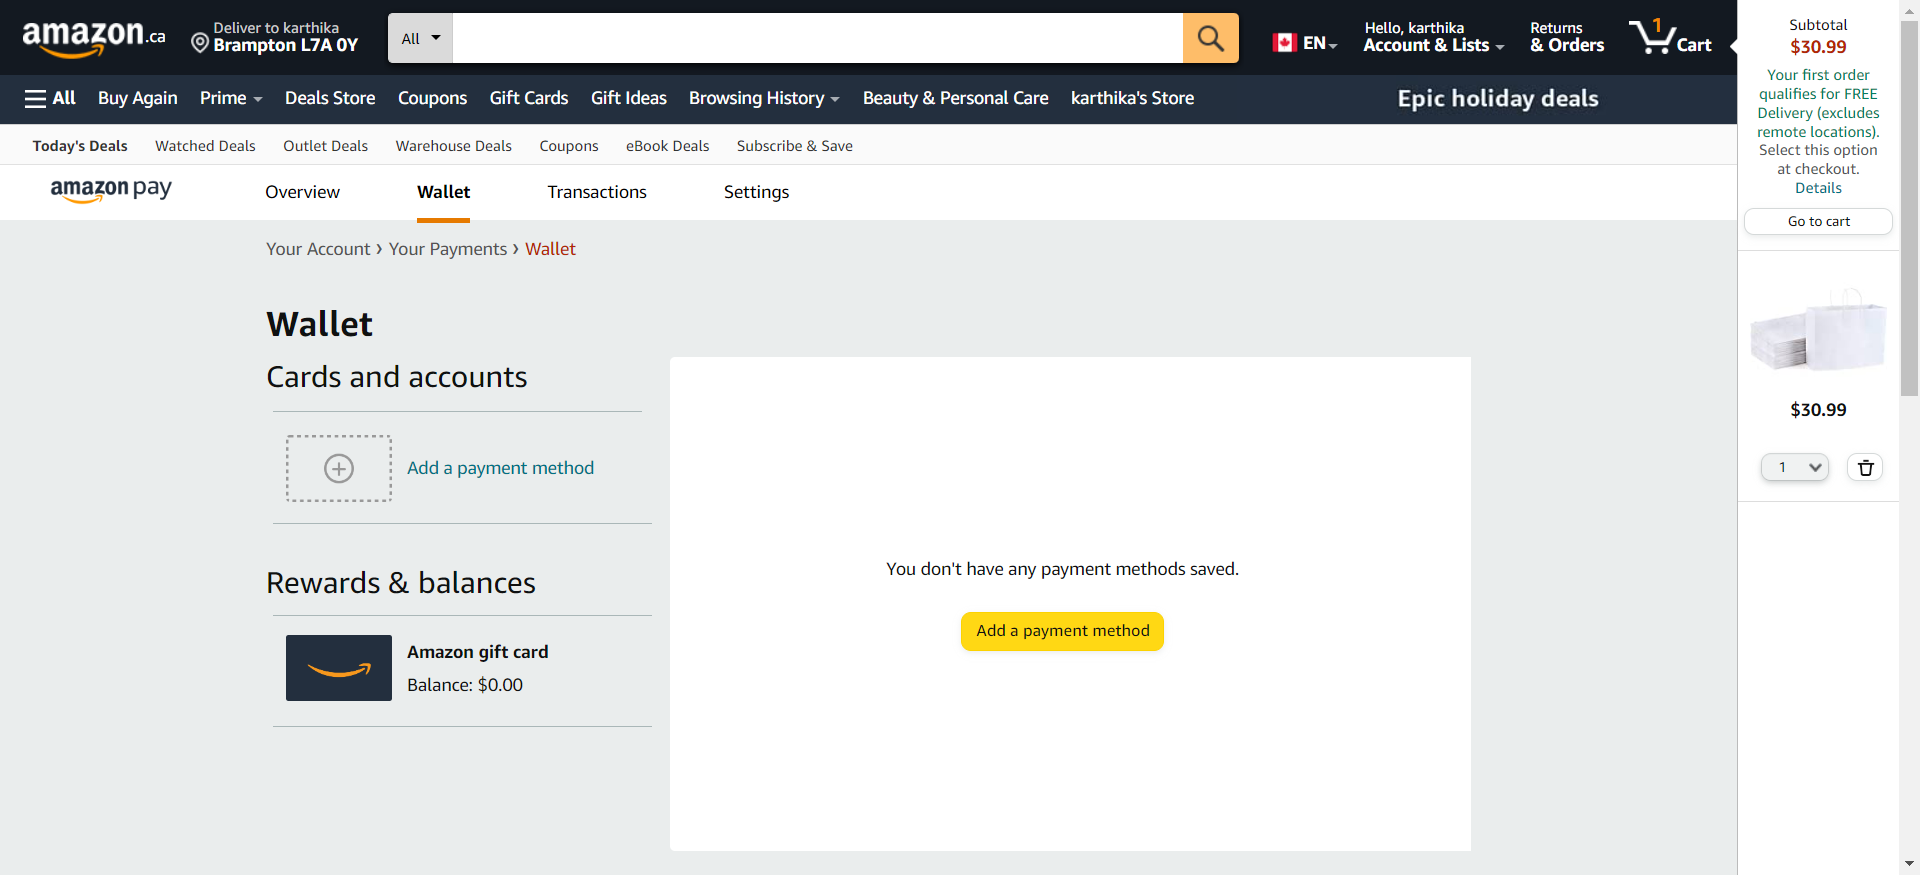 amazon.ca
Deliver to karthika
Brampton L7A 0Y
All
EN
Hello, karthika
Account & Lists
Returns
& Orders
1
Cart
All
Buy Again
Prime
Deals Store
Coupons
Gift Cards
Gift Ideas
Browsing History
Beauty & Personal Care
karthika's Store
Epic holiday deals
Today's Deals
Watched Deals
Outlet Deals
Warehouse Deals
Coupons
eBook Deals
Subscribe & Save
amazon pay
Overview
Wallet
Transactions
Settings
Your Account › Your Payments › Wallet
Wallet
Cards and accounts
Add a payment method
Rewards & balances
Amazon gift card
Balance: $0.00
You don't have any payment methods saved.
Add a payment method
Subtotal
$30.99
Your first order
qualifies for FREE
Delivery (excludes
remote locations).
Select this option
at checkout.
Details
Go to cart
$30.99
1